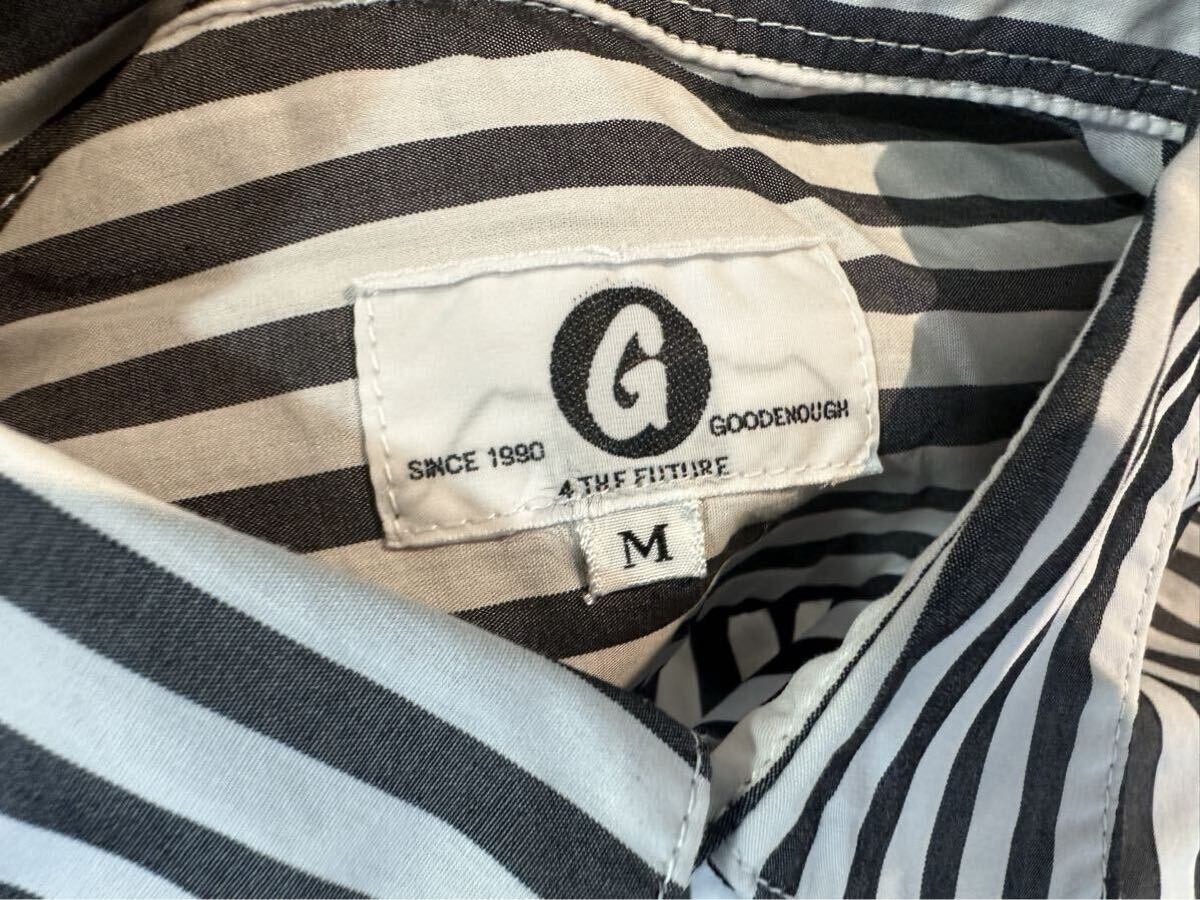 G
SINCE 1990 GOODENOUGH
4 THE FUTURE
M